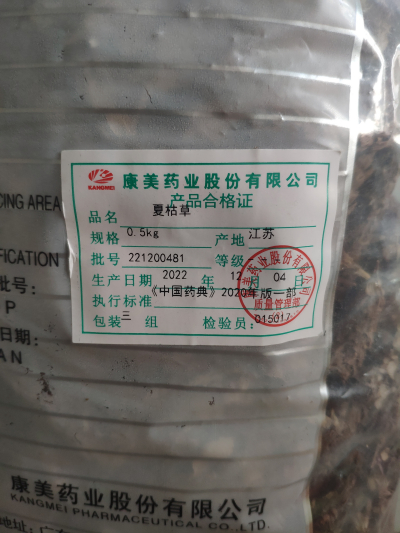 CING AREA
IFICATION
批号:
P
日期:
AN
KANGMEI
康美药业股份有限公司
产品合格证
品名 夏枯草
规格 0.5kg 产地 江苏
批号 221200481 等级
生产日期 2022 年 12 月 04 日
执行标准 《中国药典》2020年版一部
包装 三 组 检验员: 015017
康美药业股份有限公司
质量管理部
康美药业股份有限公司
KANGMEI PHARMACEUTICAL CO.,LTD.
地址: 广